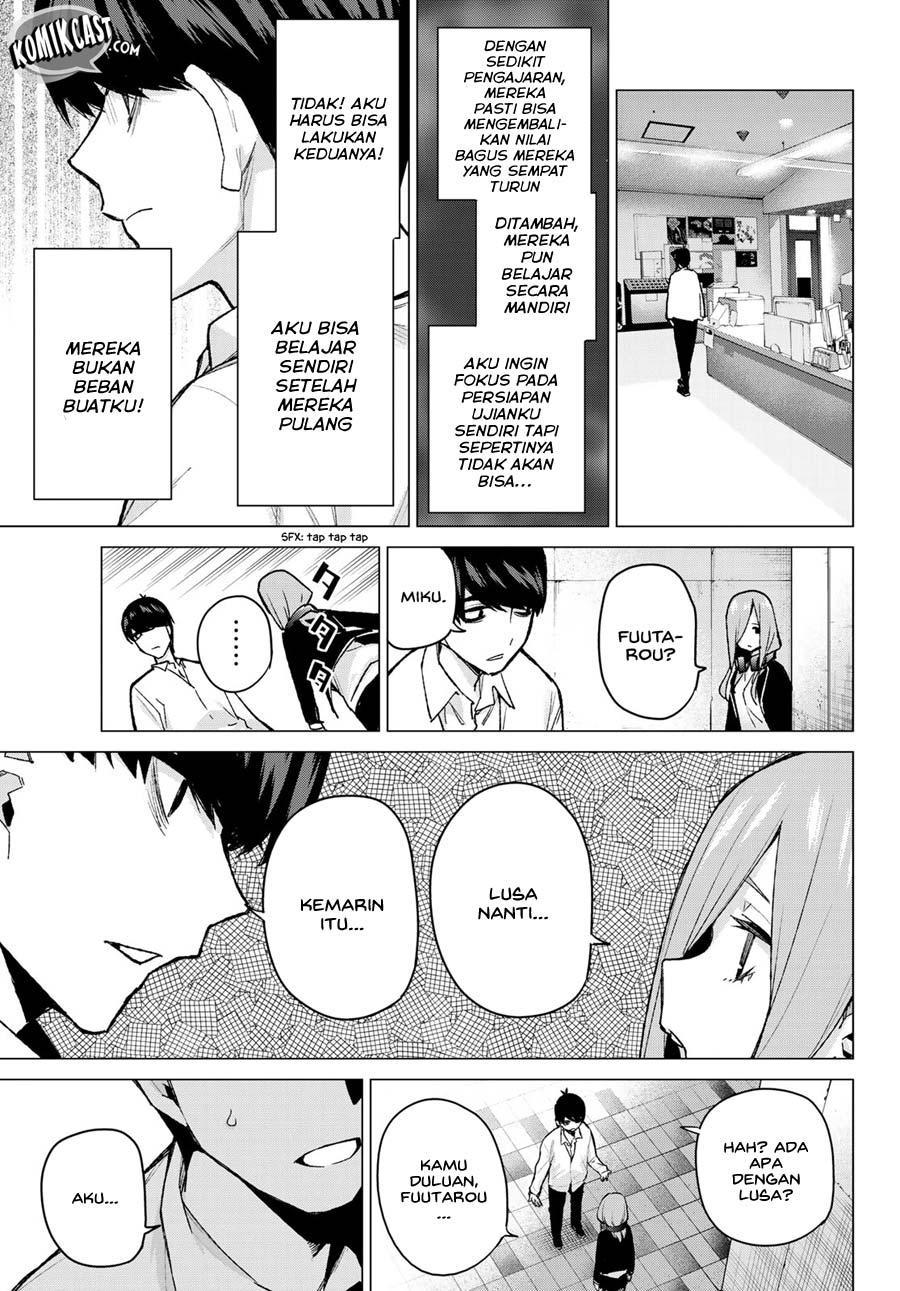 KOMIKCAST
.COM
DENGAN
SEDIKIT
PENGAJARAN,
MEREKA
PASTI BISA
MENGEMBALI-
KAN NILAI
BAGUS MEREKA
YANG SEMPAT
TURUN
DITAMBAH,
MEREKA
PUN
BELAJAR
SECARA
MANDIRI
AKU INGIN
FOKUS PADA
PERSIAPAN
UJIANKU
SENDIRI TAPI
SEPERTINYA
TIDAK AKAN
BISA...
TIDAK! AKU
HARUS BISA
LAKUKAN
KEDUANYA!
AKU BISA
BELAJAR
SENDIRI
SETELAH
MEREKA
PULANG
MEREKA
BUKAN
BEBAN
BUATKU!
FUUTA-
ROU?
MIKU.
SFX: tap tap tap
タタタ
......
LUSA
NANTI...
KEMARIN
ITU...
HAH? ADA
APA
DENGAN
LUSA?
KAMU
DULUAN,
FUUTAROU
...
AKU...